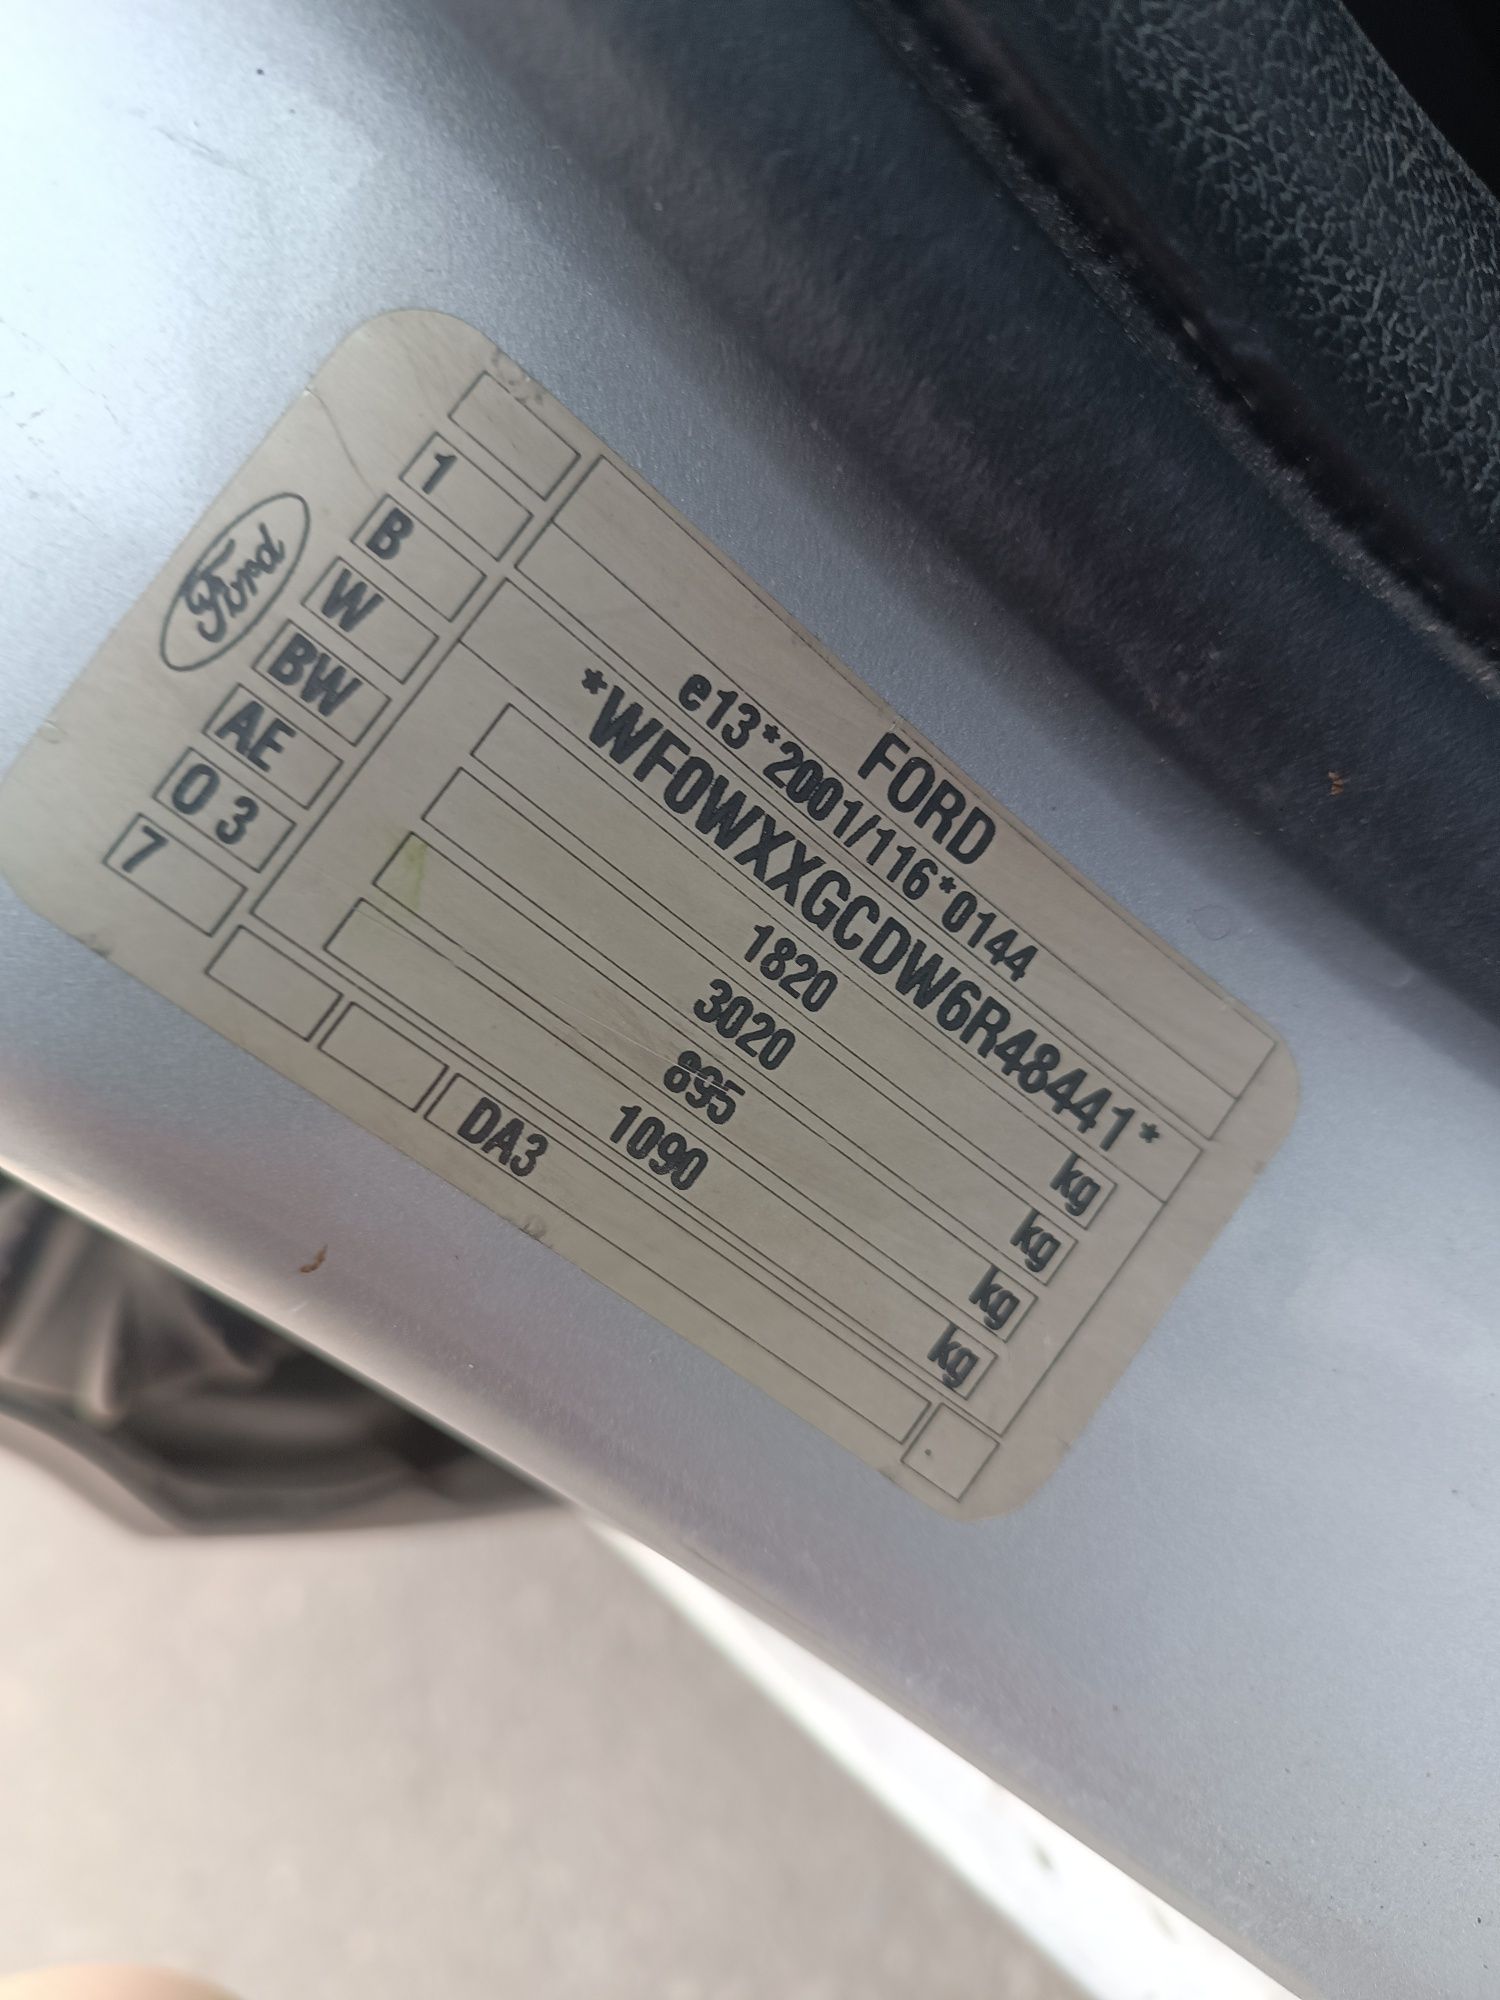 Ford
FORD
e13*2001/116*0144
*WF0WXXGCDW6R48441*
1820 kg
3020 kg
895 kg
1090 kg
DA3
1
B
W
BW
AE
0 3
7